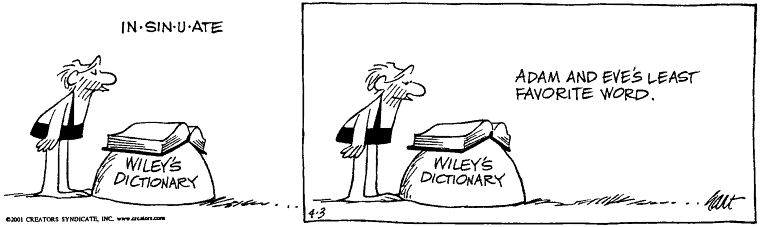 IN·SIN·U·ATE
WILEY'S
DICTIONARY
©2001 CREATORS SYNDICATE, INC. www.creators.com
ADAM AND EVE'S LEAST
FAVORITE WORD.
WILEY'S
DICTIONARY
4-3
hart